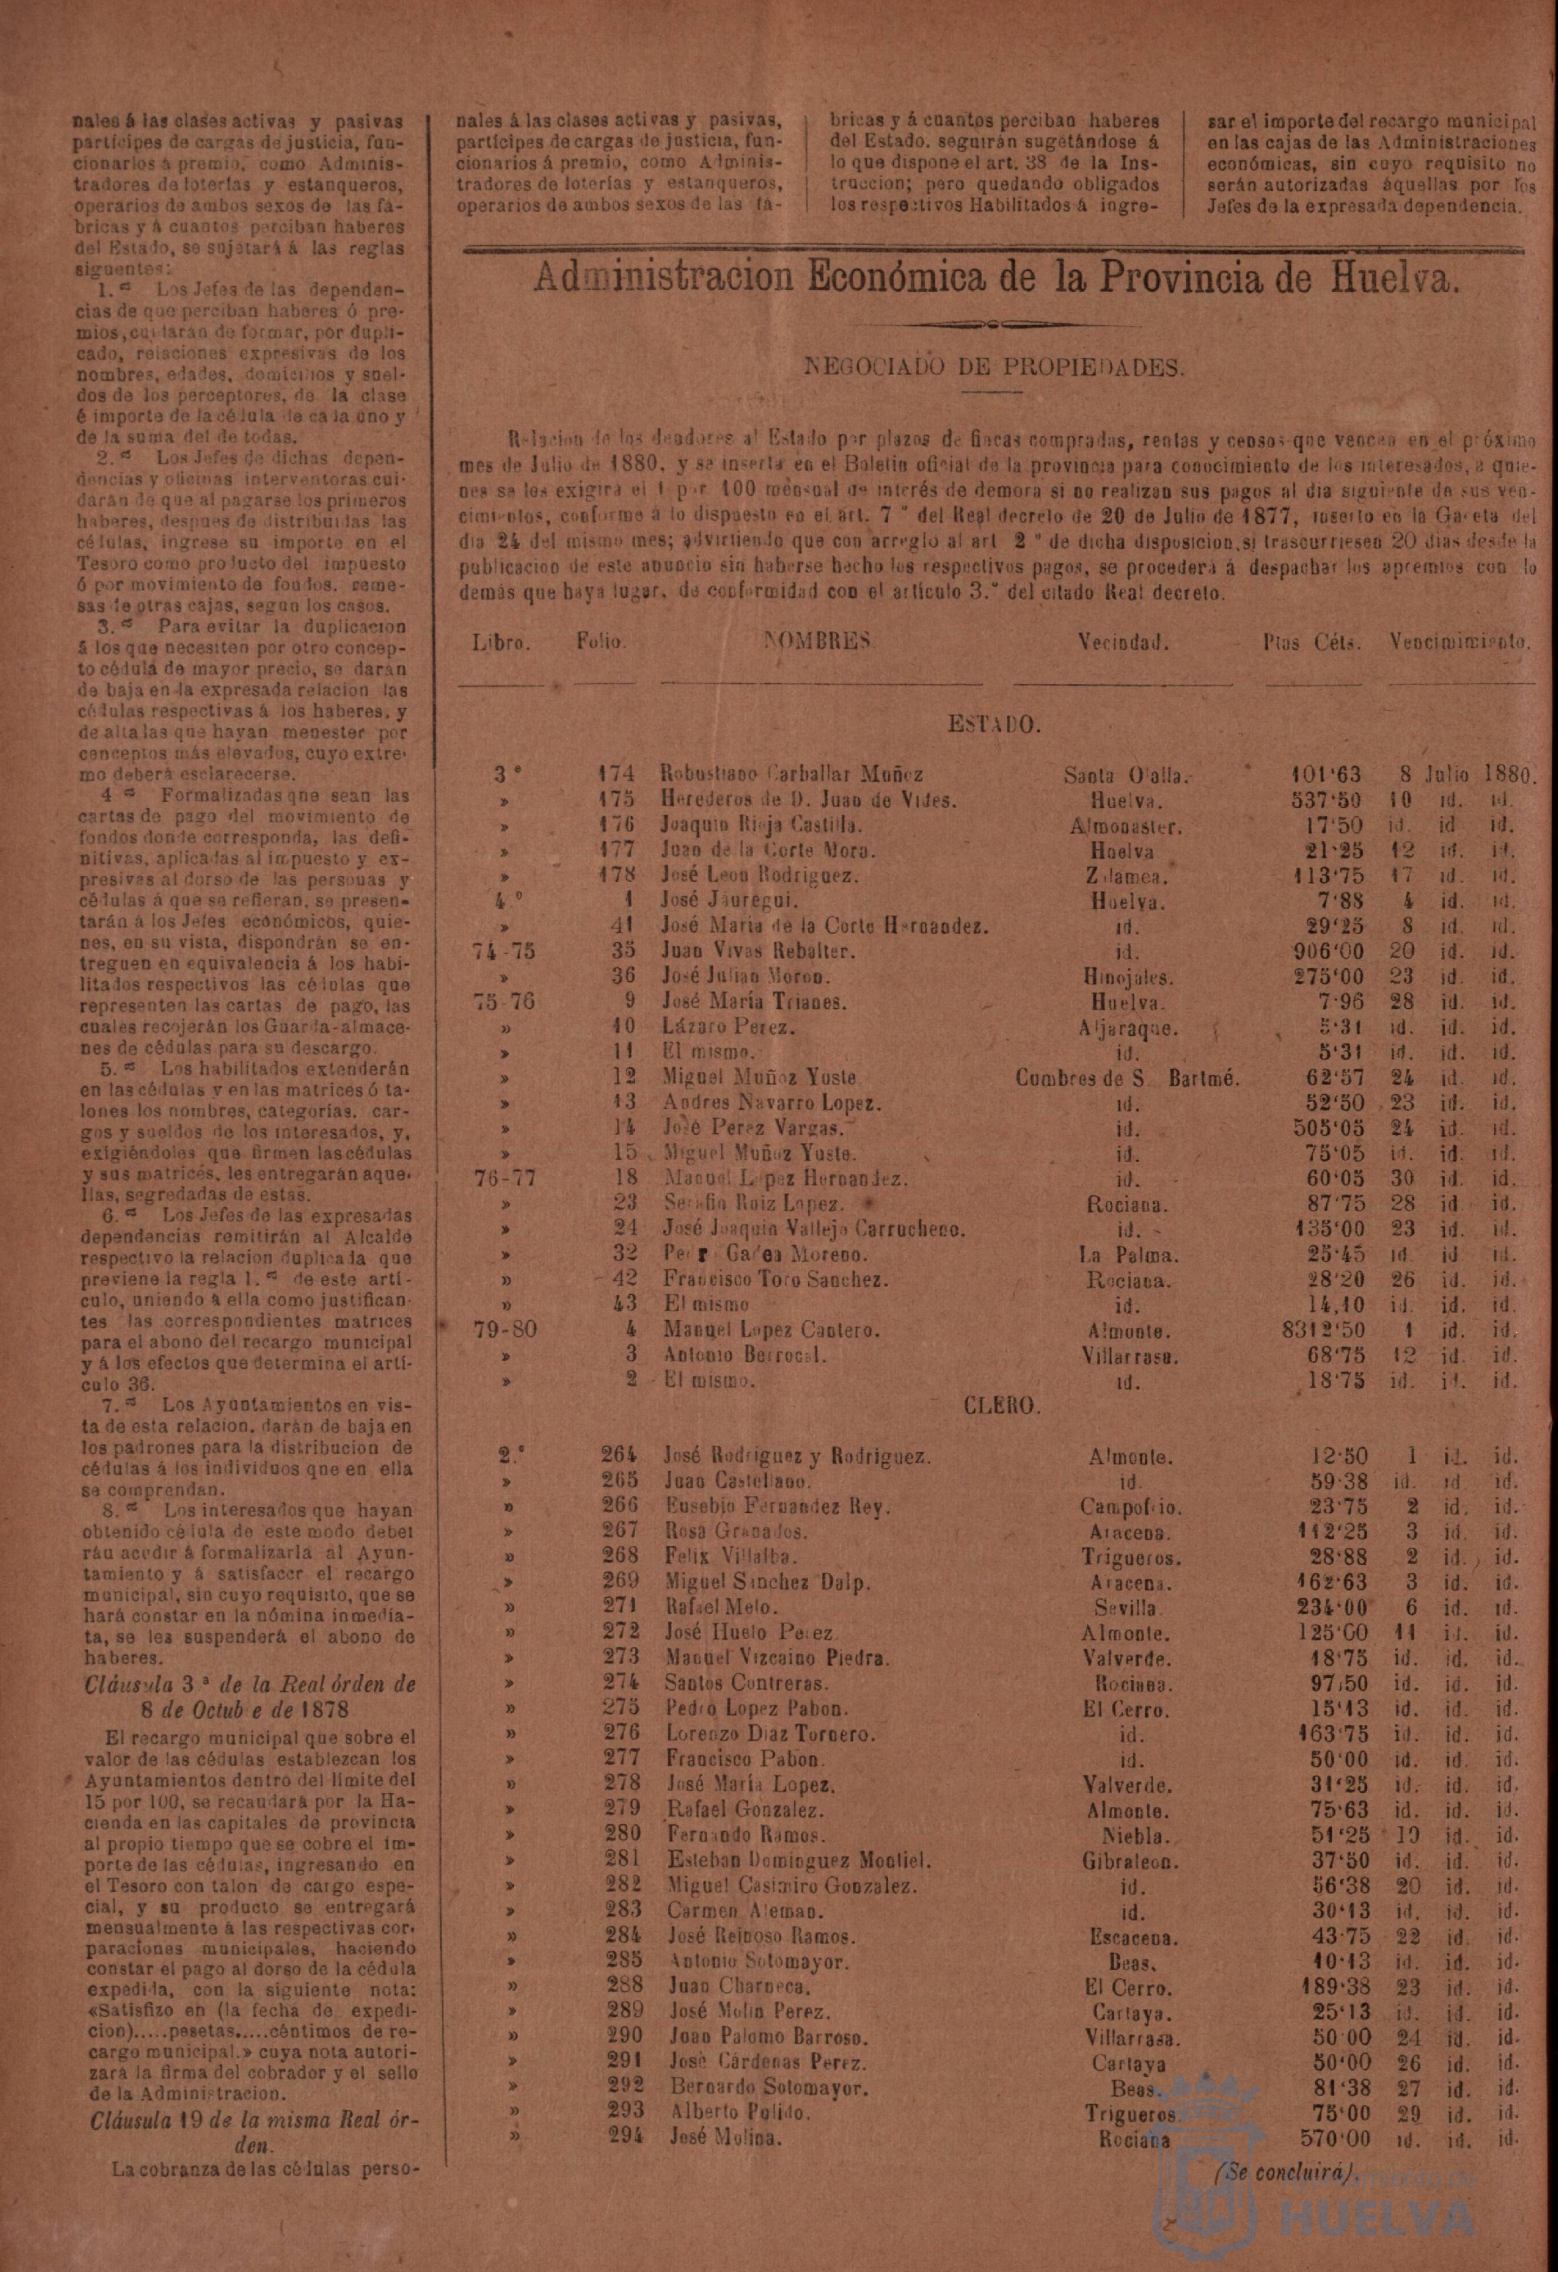 nales á las clases activas y pasivas
partícipes de cargas de justicia, fun-
cionarios á premio, como Adminis-
tradores de loterías y estanqueros,
operarios de ambos sexos de las fá-
bricas y á cuantos perciban haberes
del Estado, se sujetará á las reglas
siguentes:
1.ª Los Jefes de las dependen-
cias de que perciban haberes ó pre-
mios, cuidarán de formar, por dupli-
cado, relaciones expresivas de los
nombres, edades, domicilios y suel-
dos de los perceptores, de la clase
é importe de la cédula de cada uno y
de la suma del de todas.
2.ª Los Jefes de dichas depen-
dencias y oficinas interventoras cui-
darán de que al pagarse los primeros
haberes, despues de distribuidas las
células, ingrese su importe en el
Tesoro como producto del impuesto
ó por movimiento de fondos, reme-
sas de otras cajas, segun los casos.
3.ª Para evitar la duplicacion
á los que necesiten por otro concep-
to cédula de mayor precio, se darán
de baja en la expresada relacion las
cédulas respectivas á los haberes, y
de alta las que hayan menester por
conceptos más elevados, cuyo extre-
mo deberá esclarecerse.
4.ª Formalizadas que sean las
cartas de pago del movimiento de
fondos donde corresponda, las defi-
nitivas, aplicadas al impuesto y ex-
presivas al dorso de las personas y
cédulas á que se refieran, se presen-
tarán á los Jefes económicos, quie-
nes, en su vista, dispondrán se en-
treguen en equivalencia á los habi-
litados respectivos las células que
representen las cartas de pago, las
cuales recojerán los Guarda-almace-
nes de cédulas para su descargo.
5.ª Los habilitados extenderán
en las cédulas y en las matrices ó ta-
lones los nombres, categorías, car-
gos y sueldos de los interesados, y,
exigiéndoles que firmen las cédulas
y sus matrices, les entregarán aque-
llas, segredadas de estas.
6.ª Los Jefes de las expresadas
dependencias remitirán al Alcalde
respectivo la relacion duplicada que
previene la regla 1.ª de este artí-
culo, uniendo á ella como justifican-
tes las correspondientes matrices
para el abono del recargo municipal
y á los efectos que determina el artí-
culo 36.
7.ª Los Ayuntamientos en vis-
ta de esta relacion, darán de baja en
los padrones para la distribucion de
cédulas á los individuos que en ella
se comprendan.
8.ª Los interesados que hayan
obtenido célula de este modo debe1
rán acudir á formalizarla al Ayun-
tamiento y á satisfacer el recargo
municipal, sin cuyo requisito, que se
hará constar en la nómina inmedia-
ta, se les suspenderá el abono de
haberes.
Cláusula 3.ª de la Real órden de
8 de Octub e de 1878
El recargo municipal que sobre el
valor de las cédulas establezcan los
Ayuntamientos dentro del límite del
15 por 100, se recaudará por la Ha-
cienda en las capitales de provincia
al propio tiempo que se cobre el im-
porte de las cédulas, ingresando en
el Tesoro con talon de cargo espe-
cial, y su producto se entregará
mensualmente á las respectivas cor-
paraciones municipales, haciendo
constar el pago al dorso de la cédula
expedida, con la siguiente nota:
«Satisfizo en (la fecha de expedi-
cion).....pesetas.....céntimos de re-
cargo municipal.» cuya nota autori-
zará la firma del cobrador y el sello
de la Administracion.
Cláusula 19 de la misma Real ór-
den.
La cobranza de las cédulas perso-
nales á las clases activas y pasivas,
partícipes de cargas de justicia, fun-
cionarios á premio, como Adminis-
tradores de loterías y estanqueros,
operarios de ambos sexos de las fá-
bricas y á cuantos perciban haberes
del Estado, seguirán sugetándose á
lo que dispone el art. 38 de la Ins-
truccion; pero quedando obligados
los respectivos Habilitados á ingre-
sar el importe del recargo municipal
en las cajas de las Administraciones
económicas, sin cuyo requisito no
serán autorizadas aquellas por los
Jefes de la expresada dependencia.
Administracion Económica de la Provincia de Huelva.
NEGOCIADO DE PROPIEDADES.
Relacion de los deudores al Estado por plazos de fincas compradas, rentas y censos que vencen en el próximo
mes de Julio de 1880, y se inserta en el Boletin oficial de la provincia para conocimiento de los interesados, a quie-
nes se les exigirá el 1 por 100 mensual de interés de demora si no realizan sus pagos al dia siguiente de sus ven-
cimientos, conforme á lo dispuesto en el art. 7.º del Real decreto de 20 de Julio de 1877, inserto en la Gaceta del
dia 24 del mismo mes; advirtiendo que con arreglo al art 2.º de dicha disposicion, si trascurriesen 20 dias desde la
publicacion de este anuncio sin haberse hecho los respectivos pagos, se procederá á despachar los apremios con lo
demás que haya lugar, de conformidad con el artículo 3.º del citado Real decreto.
Libro. Folio. NOMBRES. Vecindad. Ptas Céts. Vencimimiento.
ESTADO.
3.º 174 Robustiano Carballar Muñoz Santa Olalla. 101'63 8 Julio 1880.
» 175 Herederos de D. Juan de Vides. Huelva. 537'50 10 id. id.
» 176 Joaquin Rioja Castilla. Almonaster. 17'50 id. id id.
» 177 Juan de la Corte Mora. Huelva 21'25 12 id. id.
» 178 José Leon Rodriguez. Zalamea. 113'75 17 id. id.
4.º 1 José Jáuregui. Huelva. 7'88 4 id. id.
» 41 José María de la Corte Hernandez. id. 29'25 8 id. id.
74-75 35 Juan Vivas Rebalter. id. 906'00 20 id. id.
» 36 José Julian Moron. Hinojales. 275'00 23 id. id.
75-76 9 José María Trianes. Huelva. 7'96 28 id. id.
» 10 Lázaro Perez. Aljaraque. 5'31 id. id. id.
» 11 El mismo. id. 5'31 id. id. id.
» 12 Miguel Muñoz Yuste Cumbres de S. Bartmé. 62'57 24 id. id.
» 13 Andres Navarro Lopez. id. 52'50 23 id. id.
» 14 José Perez Vargas. id. 505'05 24 id. id.
» 15 Miguel Muñoz Yuste. id. 75'05 id. id. id.
76-77 18 Manuel Lopez Hernandez. id. 60'05 30 id. id.
» 23 Serafin Roiz Lopez. Rociana. 87'75 28 id id.
» 24 José Joaquin Vallejo Carrucheno. id. 135'00 23 id. id.
» 32 Pe Moreno. La Palma. 25'45 id id id.
» 42 Francisco Toro Sanchez. Rociana. 28'20 26 id. id.
» 43 El mismo id. 14,10 id. id. id.
79-80 4 Manuel Lopez Cantero. Almonte. 8312'50 1 id. id.
» 3 Antonio Berrocal. Villarrasa. 68'75 12 id. id.
» 2 El mismo. id. 18'75 id. id. id.
CLERO.
2.º 264 José Rodriguez y Rodriguez. Almonte. 12'50 1 id. id.
» 265 Juan Castellano. id. 59'38 id. id id.
» 266 Eusebio Fernandez Rey. Campofrio. 23'75 2 id. id.
» 267 Rosa Granados. Aracena. 112'25 3 id. id.
» 268 Felix Villalba. Trigueros. 28'88 2 id. id.
» 269 Miguel Sanchez Dalp. Aracena. 162'63 3 id. id.
» 271 Rafael Melo. Sevilla. 234'00 6 id. id.
» 272 José Huelo Perez. Almonte. 125'00 11 id. id.
» 273 Manuel Vizcaino Piedra. Valverde. 18'75 id. id. id.
» 274 Santos Contreras. Rociana. 97,50 id. id. id.
» 275 Pedro Lopez Pabon. El Cerro. 15'13 id. id. id.
» 276 Lorenzo Diaz Tornero. id. 163'75 id. id. id.
» 277 Francisco Pabon. id. 50'00 id. id. id.
» 278 José María Lopez. Valverde. 31'25 id. id. id.
» 279 Rafael Gonzalez. Almonte. 75'63 id. id. id.
» 280 Fernando Ramos. Niebla. 51'25 19 id. id.
» 281 Esteban Dominguez Montiel. Gibraleon. 37'50 id. id. id.
» 282 Miguel Casimiro Gonzalez. id. 56'38 20 id. id.
» 283 Carmen Aleman. id. 30'13 id. id. id.
» 284 José Reinoso Ramos. Escacena. 43'75 22 id. id.
» 285 Antonio Sotomayor. Beas. 10'13 id. id. id.
» 288 Juan Charneca. El Cerro. 189'38 23 id. id.
» 289 José Molin Perez. Cartaya. 25'13 id. id. id.
» 290 Joao Palomo Barroso. Villarrasa. 50'00 24 id. id.
» 291 José Cárdenas Perez. Cartaya 50'00 26 id. id.
» 292 Bernardo Sotomayor. Beas. 81'38 27 id. id.
» 293 Alberto Polido. Trigueros. 75'00 29 id. id.
» 294 José Molina. Rociana 570'00 id. id. id.
(Se concluirá).
HUELVA